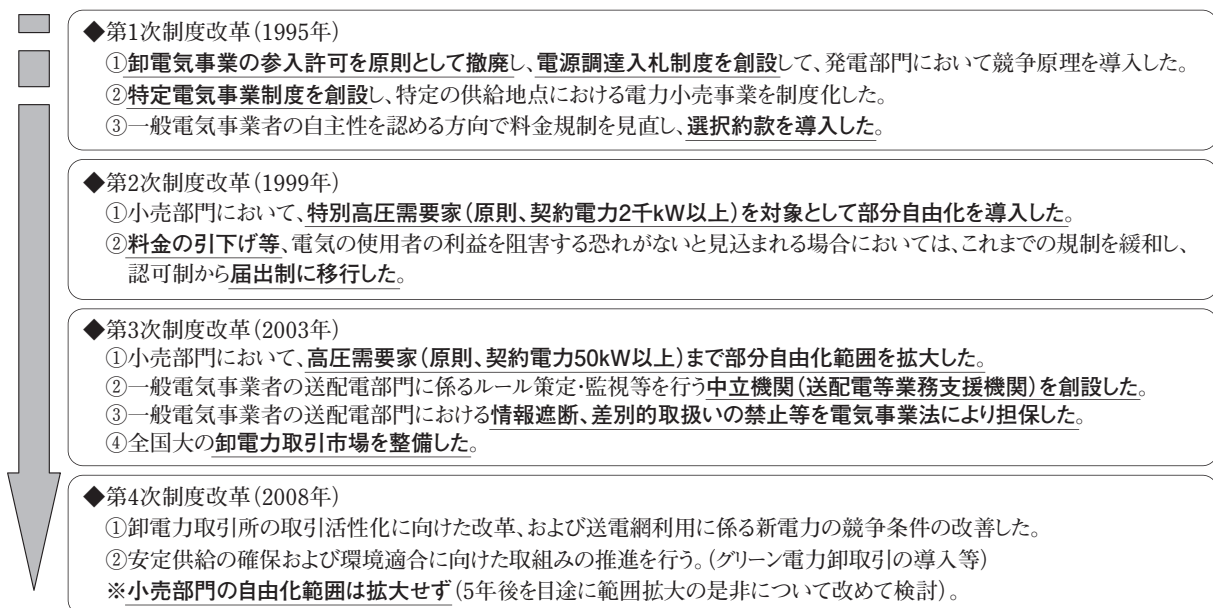 ◆第1次制度改革(1995年)
①卸電気事業の参入許可を原則として撤廃し、電源調達入札制度を創設して、発電部門において競争原理を導入した。
②特定電気事業制度を創設し、特定の供給地点における電力小売事業を制度化した。
③一般電気事業者の自主性を認める方向で料金規制を見直し、選択約款を導入した。
◆第2次制度改革(1999年)
①小売部門において、特別高圧需要家(原則、契約電力2千kW以上)を対象として部分自由化を導入した。
②料金の引下げ等、電気の使用者の利益を阻害する恐れがないと見込まれる場合においては、これまでの規制を緩和し、
認可制から届出制に移行した。
◆第3次制度改革(2003年)
①小売部門において、高圧需要家(原則、契約電力50kW以上)まで部分自由化範囲を拡大した。
②一般電気事業者の送配電部門に係るルール策定・監視等を行う中立機関(送配電等業務支援機関)を創設した。
③一般電気事業者の送配電部門における情報遮断、差別的取扱いの禁止等を電気事業法により担保した。
④全国大の卸電力取引市場を整備した。
◆第4次制度改革(2008年)
①卸電力取引所の取引活性化に向けた改革、および送電網利用に係る新電力の競争条件の改善した。
②安定供給の確保および環境適合に向けた取組みの推進を行う。(グリーン電力卸取引の導入等)
※小売部門の自由化範囲は拡大せず(5年後を目途に範囲拡大の是非について改めて検討)。